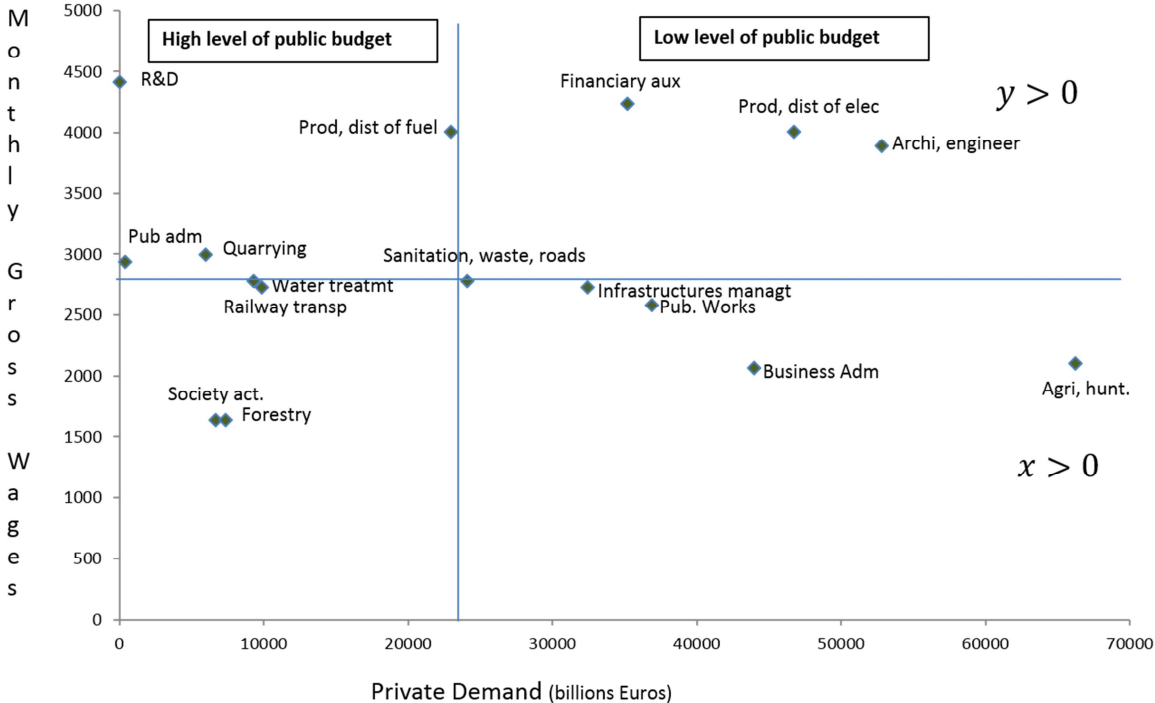 Monthly Gross Wages
5000
4500
4000
3500
3000
2500
2000
1500
1000
500
0
High level of public budget
Low level of public budget
R&D
Financiary aux
y > 0
Prod, dist of elec
Prod, dist of fuel
Archi, engineer
Pub adm
Quarrying
Sanitation, waste, roads
Water treatmt
Infrastructures managt
Railway transp
Pub. Works
Business Adm
Agri, hunt.
Society act.
Forestry
x > 0
0 10000 20000 30000 40000 50000 60000 70000
Private Demand (billions Euros)